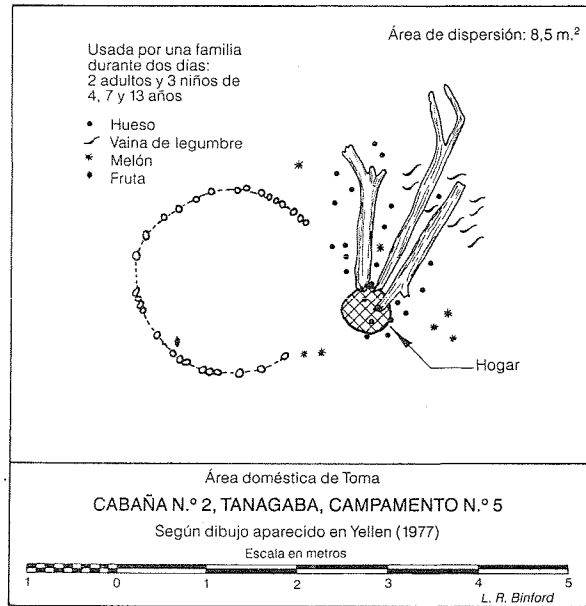 Usada por una familia
durante dos días:
2 adultos y 3 niños de
4, 7 y 13 años
Hueso
Vaina de legumbre
Melón
Fruta
Área de dispersión: 8,5 m.²
Hogar
Área doméstica de Toma
CABAÑA N.º 2, TANAGABA, CAMPAMENTO N.º 5
Según dibujo aparecido en Yellen (1977)
Escala en metros
1 0 1 2 3 4 5
L. R. Binford